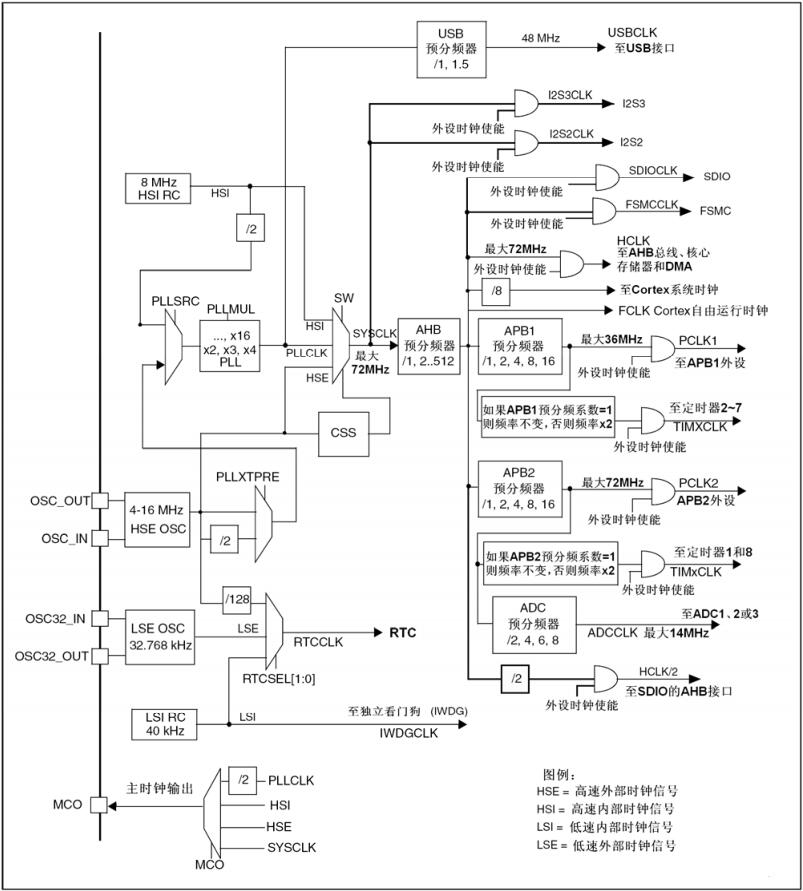 USB
预分频器
/1, 1.5
48 MHz
USBCLK
至USB接口
I2S3CLK
I2S3
外设时钟使能
I2S2CLK
I2S2
外设时钟使能
8 MHz
HSI RC
HSI
SDIOCLK
SDIO
外设时钟使能
FSMCCLK
FSMC
外设时钟使能
/2
最大72MHz
HCLK
至AHB总线、核心
存储器和DMA
外设时钟使能
/8
至Cortex系统时钟
FCLK Cortex自由运行时钟
PLLSRC
PLLMUL
..., x16
x2, x3, x4
PLL
SW
HSI
PLLCLK
HSE
SYSCLK
最大
72MHz
AHB
预分频器
/1, 2..512
APB1
预分频器
/1, 2, 4, 8, 16
最大36MHz
PCLK1
至APB1外设
外设时钟使能
CSS
如果APB1预分频系数=1
则频率不变，否则频率x2
至定时器2~7
TIMXCLK
外设时钟使能
PLLXTPRE
OSC_OUT
OSC_IN
4-16 MHz
HSE OSC
/2
APB2
预分频器
/1, 2, 4, 8, 16
最大72MHz
PCLK2
APB2外设
外设时钟使能
如果APB2预分频系数=1
则频率不变，否则频率x2
至定时器1和8
TIMxCLK
外设时钟使能
/128
OSC32_IN
OSC32_OUT
LSE OSC
32.768 kHz
LSE
RTCCLK
RTC
RTCSEL[1:0]
ADC
预分频器
/2, 4, 6, 8
至ADC1、2或3
ADCCLK 最大14MHz
/2
HCLK/2
至SDIO的AHB接口
外设时钟使能
LSI RC
40 kHz
LSI
至独立看门狗 (IWDG)
IWDGCLK
MCO
主时钟输出
/2
PLLCLK
HSI
HSE
SYSCLK
MCO
图例：
HSE = 高速外部时钟信号
HSI = 高速内部时钟信号
LSI = 低速内部时钟信号
LSE = 低速外部时钟信号